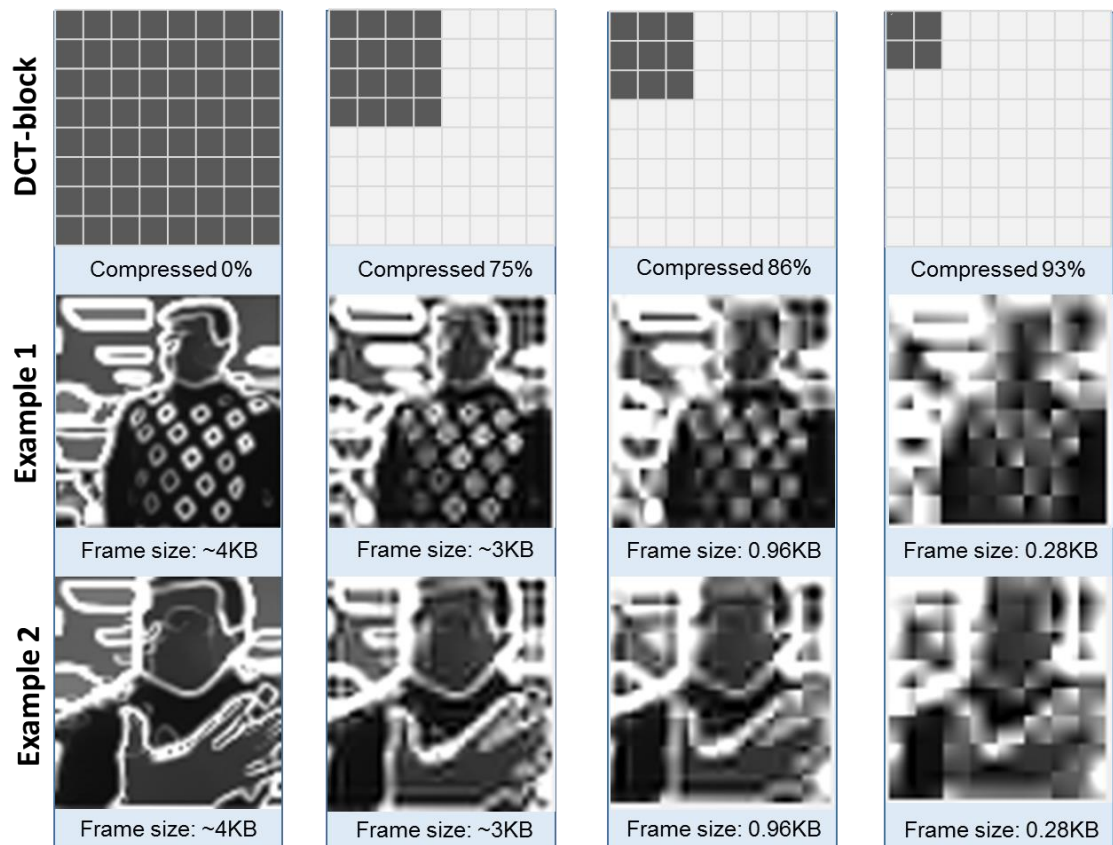 DCT-block
Compressed 0%
Compressed 75%
Compressed 86%
Compressed 93%
Example 1
Frame size: ~4KB
Frame size: ~3KB
Frame size: 0.96KB
Frame size: 0.28KB
Example 2
Frame size: ~4KB
Frame size: ~3KB
Frame size: 0.96KB
Frame size: 0.28KB